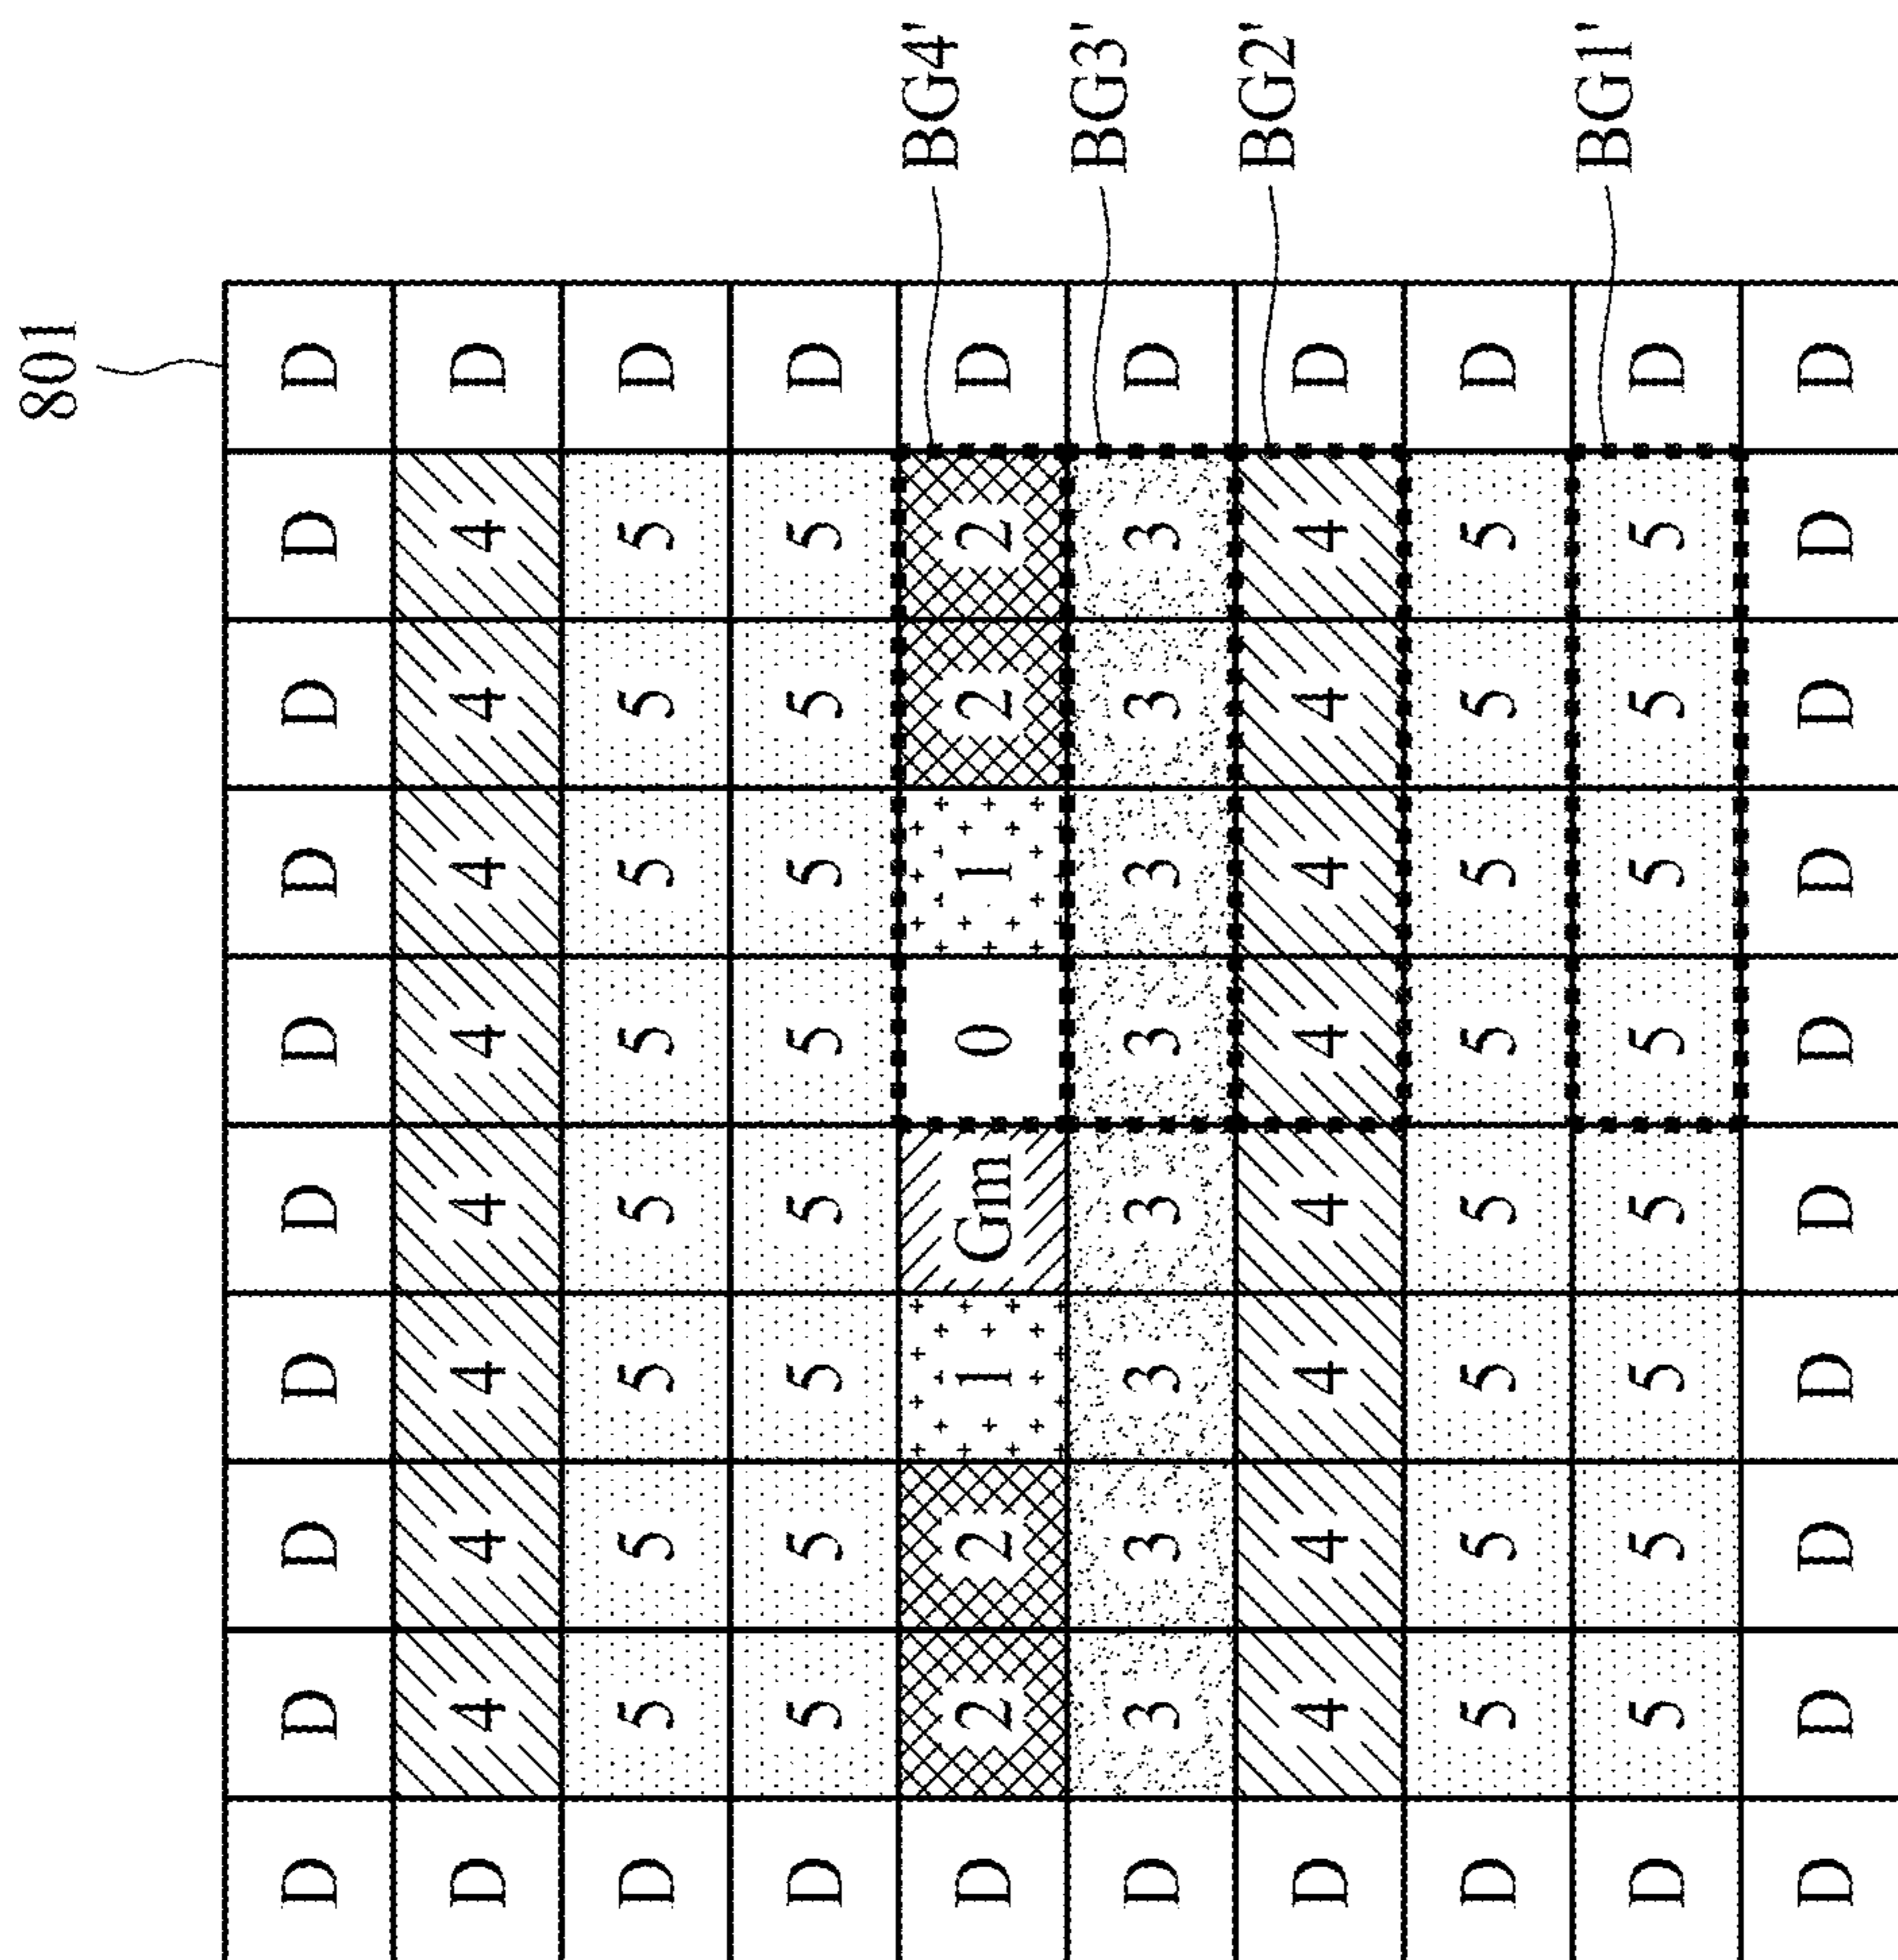 801
D D D D D D D D D D
D 4 4 4 4 4 4 4 4 D
D 5 5 5 5 5 5 5 5 D
D 5 5 5 5 5 5 5 5 D
D 2 2 1 Gm 0 1 2 2 D BG4'
D 3 3 3 3 3 3 3 3 D BG3'
D 4 4 4 4 4 4 4 4 D BG2'
D 5 5 5 5 5 5 5 5 D
D 5 5 5 5 5 5 5 5 D BG1'
D D D D D D D D D D